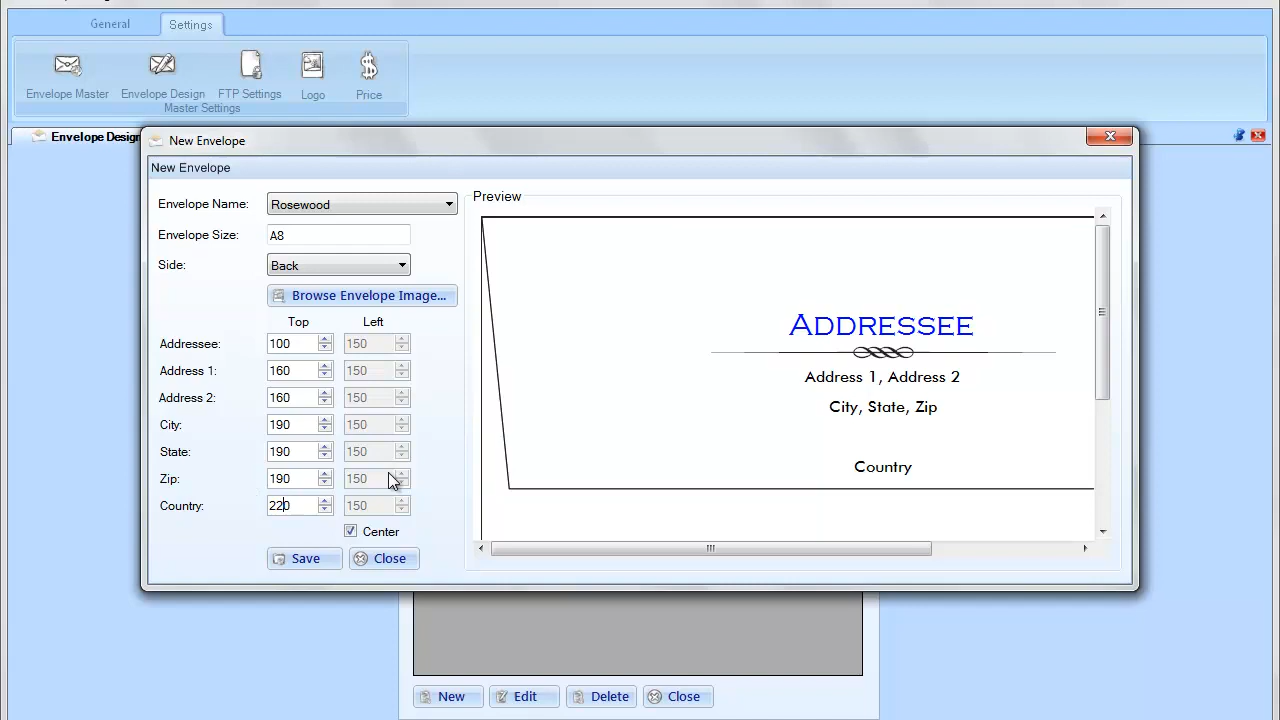 General Settings
Envelope Master Envelope Design FTP Settings Logo Price
Master Settings
Envelope Design
New Envelope
New Envelope
Envelope Name: Rosewood
Envelope Size: A8
Side: Back
Browse Envelope Image...
Top Left
Addressee: 100 150
Address 1: 160 150
Address 2: 160 150
City: 190 150
State: 190 150
Zip: 190 150
Country: 220 150
Center
Save Close
Preview
ADDRESSEE
Address 1, Address 2
City, State, Zip
Country
New Edit Delete Close